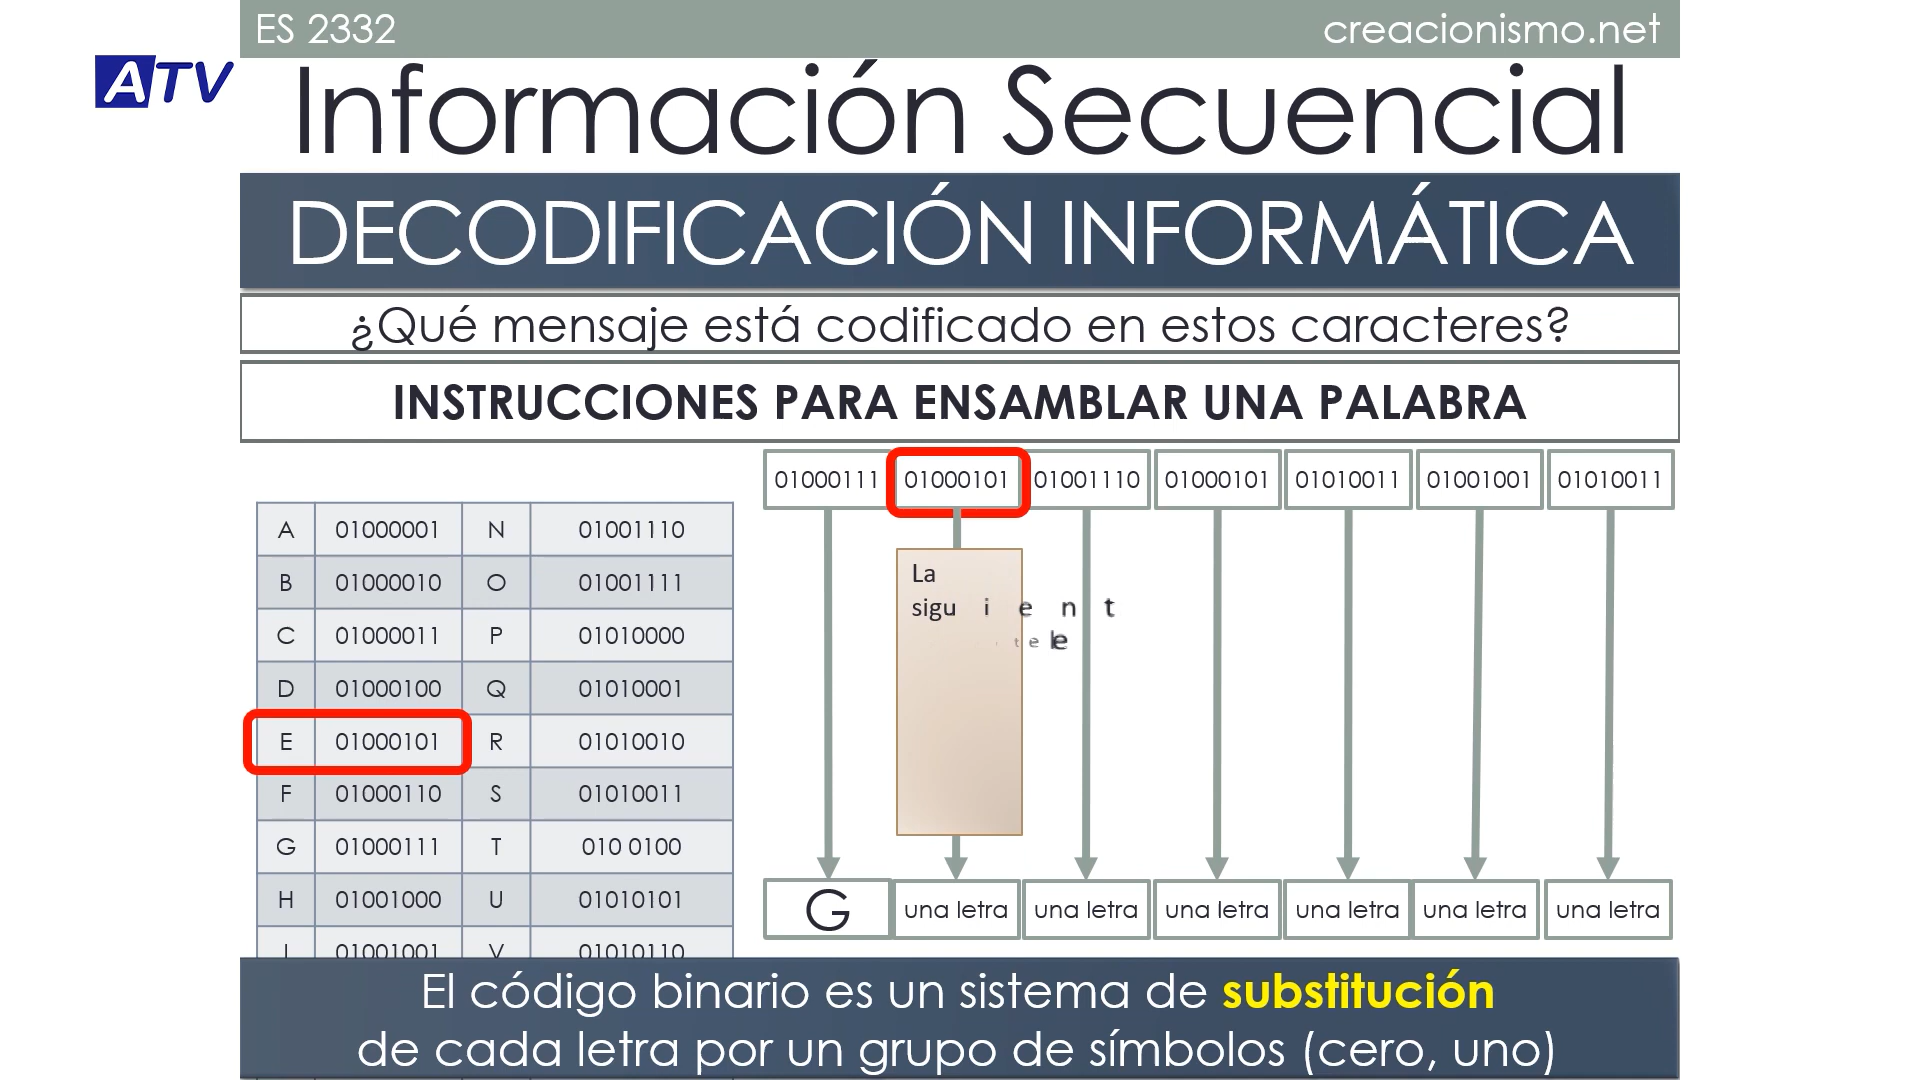 ES 2332
creacionismo.net
ATV
Información Secuencial
DECODIFICACIÓN INFORMÁTICA
¿Qué mensaje está codificado en estos caracteres?
INSTRUCCIONES PARA ENSAMBLAR UNA PALABRA
01000111 01000101 01001110 01000101 01010011 01001001 01010011
A 01000001 N 01001110
B 01000010 O 01001111
C 01000011 P 01010000
D 01000100 Q 01010001
E 01000101 R 01010010
F 01000110 S 01010011
G 01000111 T 010 0100
H 01001000 U 01010101
I 01001001 V 01010110
La
sigu i e n t
G una letra una letra una letra una letra una letra una letra
El código binario es un sistema de substitución
de cada letra por un grupo de símbolos (cero, uno)